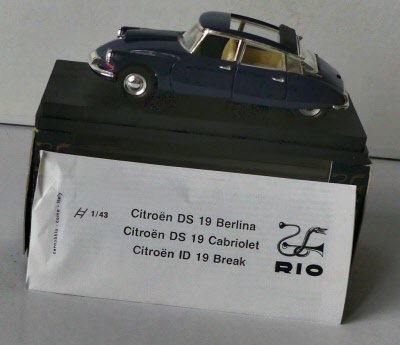 1/43
Citroën DS 19 Berlina
Citroën DS 19 Cabriolet
Citroën ID 19 Break
RIO